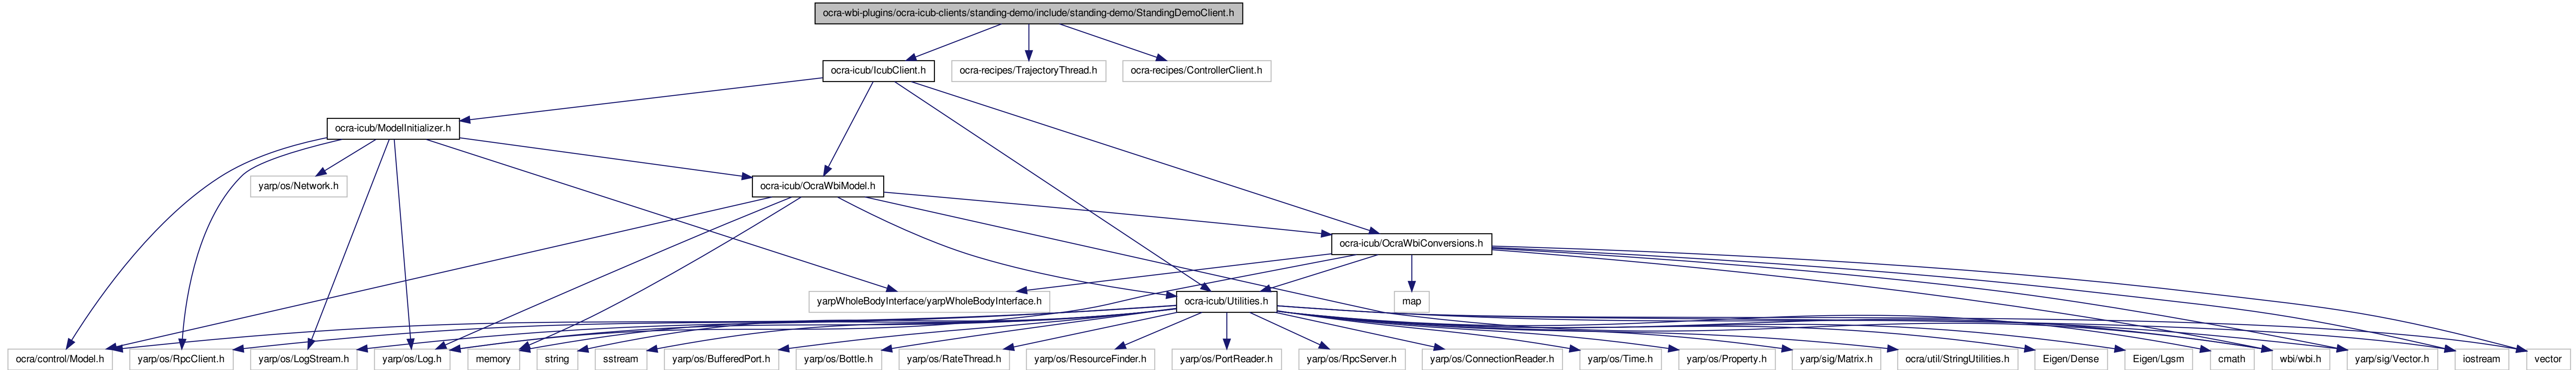 ocra-wbi-plugins/ocra-icub-clients/standing-demo/include/standing-demo/StandingDemoClient.h
ocra-icub/IcubClient.h
ocra-recipes/TrajectoryThread.h
ocra-recipes/ControllerClient.h
ocra-icub/ModelInitializer.h
yarp/os/Network.h
ocra-icub/OcraWbiModel.h
ocra-icub/OcraWbiConversions.h
yarpWholeBodyInterface/yarpWholeBodyInterface.h
ocra-icub/Utilities.h
map
ocra/control/Model.h
yarp/os/RpcClient.h
yarp/os/LogStream.h
yarp/os/Log.h
memory
string
sstream
yarp/os/BufferedPort.h
yarp/os/Bottle.h
yarp/os/RateThread.h
yarp/os/ResourceFinder.h
yarp/os/PortReader.h
yarp/os/RpcServer.h
yarp/os/ConnectionReader.h
yarp/os/Time.h
yarp/os/Property.h
yarp/sig/Matrix.h
ocra/util/StringUtilities.h
Eigen/Dense
Eigen/Lgsm
cmath
wbi/wbi.h
yarp/sig/Vector.h
iostream
vector